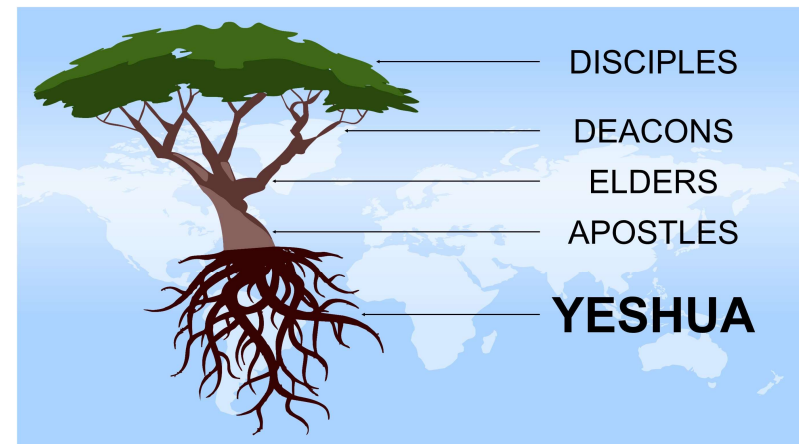 DISCIPLES
DEACONS
ELDERS
APOSTLES
YESHUA